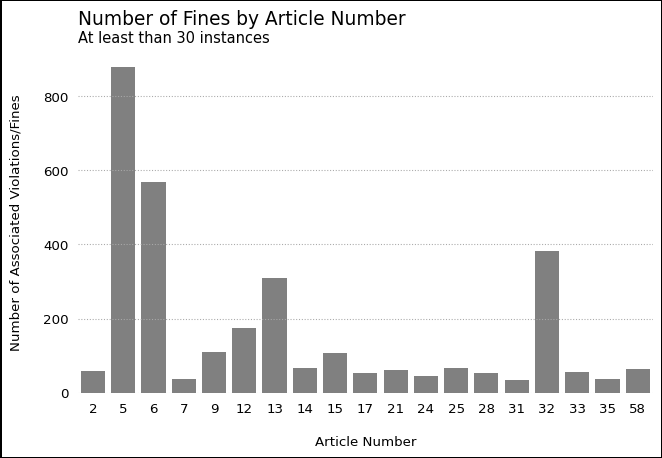 Number of Fines by Article Number
At least than 30 instances
Number of Associated Violations/Fines
800
600
400
200
0
2 5 6 7 9 12 13 14 15 17 21 24 25 28 31 32 33 35 58
Article Number